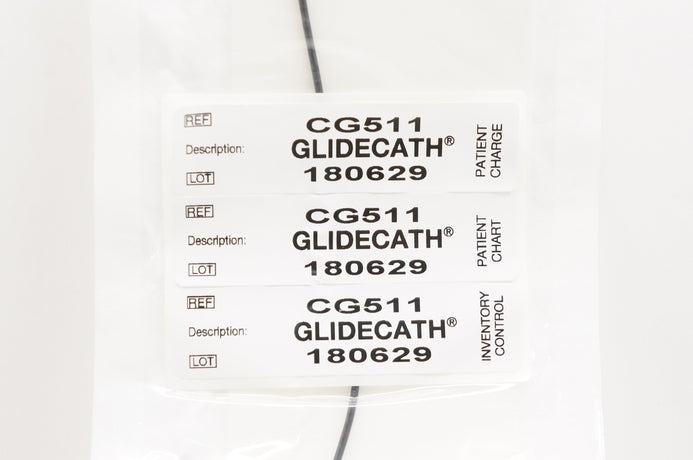 REF CG511
Description: GLIDECATH®
LOT 180629
PATIENT
CHARGE
REF CG511
Description: GLIDECATH®
LOT 180629
PATIENT
CHART
REF CG511
Description: GLIDECATH®
LOT 180629
INVENTORY
CONTROL